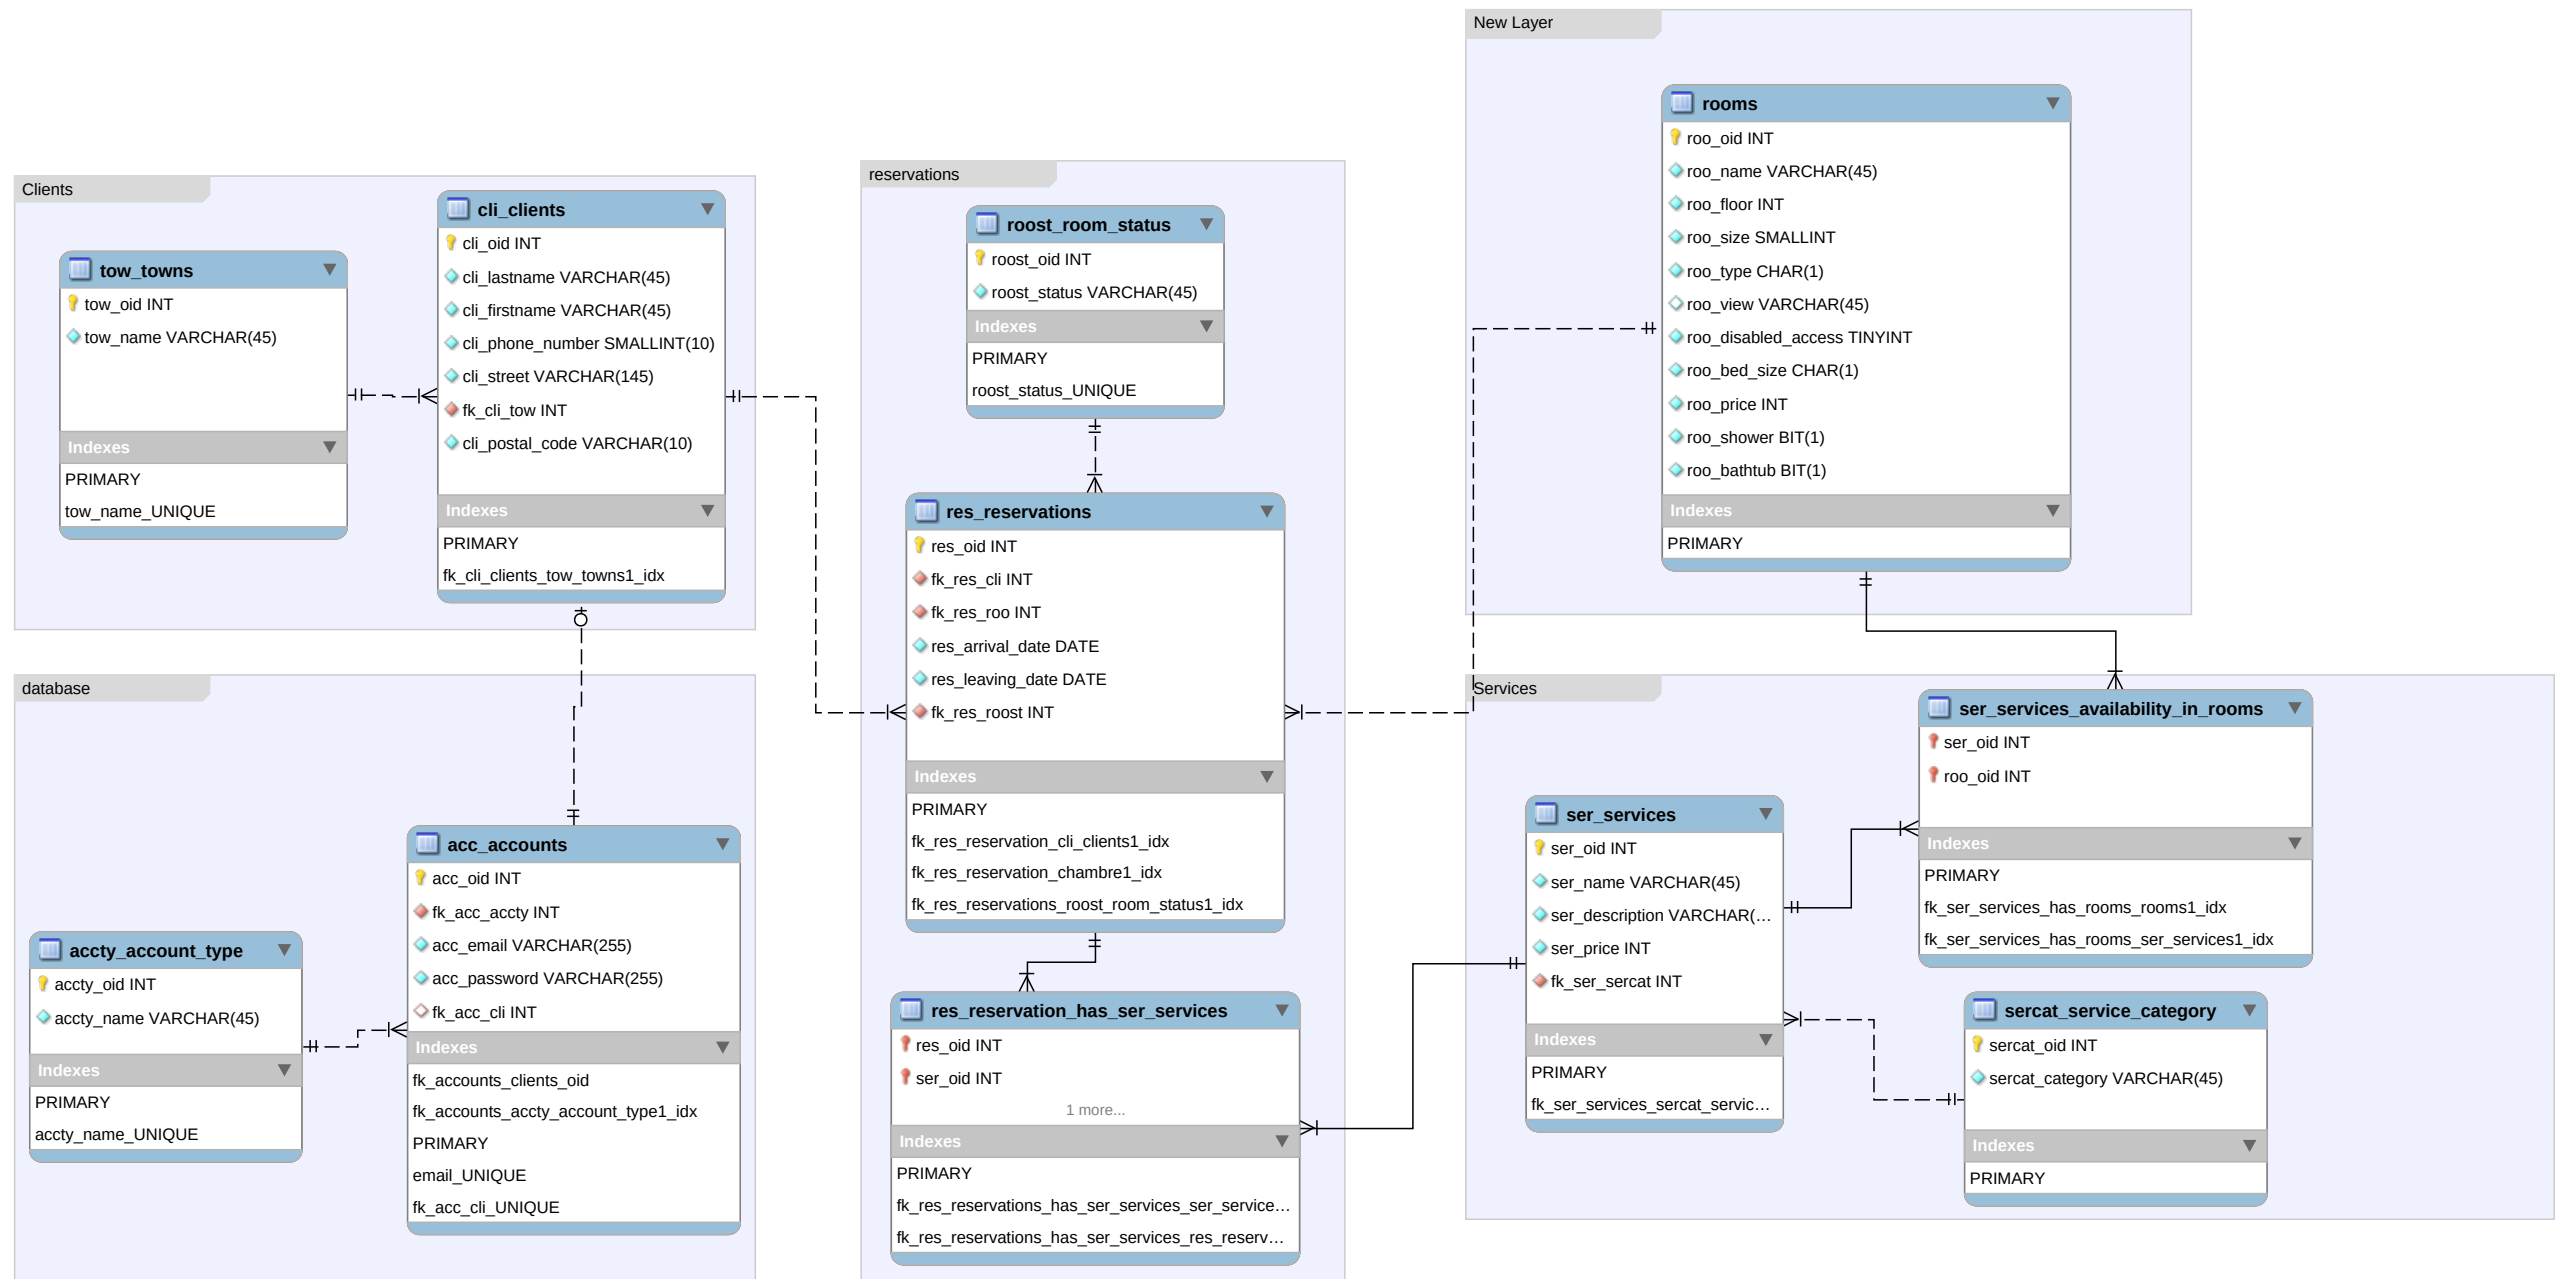 Clients
tow_towns
tow_oid INT
tow_name VARCHAR(45)
Indexes
PRIMARY
tow_name_UNIQUE
cli_clients
cli_oid INT
cli_lastname VARCHAR(45)
cli_firstname VARCHAR(45)
cli_phone_number SMALLINT(10)
cli_street VARCHAR(145)
fk_cli_tow INT
cli_postal_code VARCHAR(10)
Indexes
PRIMARY
fk_cli_clients_tow_towns1_idx
database
accty_account_type
accty_oid INT
accty_name VARCHAR(45)
Indexes
PRIMARY
accty_name_UNIQUE
acc_accounts
acc_oid INT
fk_acc_accty INT
acc_email VARCHAR(255)
acc_password VARCHAR(255)
fk_acc_cli INT
Indexes
fk_accounts_clients_oid
fk_accounts_accty_account_type1_idx
PRIMARY
email_UNIQUE
fk_acc_cli_UNIQUE
reservations
roost_room_status
roost_oid INT
roost_status VARCHAR(45)
Indexes
PRIMARY
roost_status_UNIQUE
res_reservations
res_oid INT
fk_res_cli INT
fk_res_roo INT
res_arrival_date DATE
res_leaving_date DATE
fk_res_roost INT
Indexes
PRIMARY
fk_res_reservation_cli_clients1_idx
fk_res_reservation_chambre1_idx
fk_res_reservations_roost_room_status1_idx
res_reservation_has_ser_services
res_oid INT
ser_oid INT
1 more...
Indexes
PRIMARY
fk_res_reservations_has_ser_services_ser_service…
fk_res_reservations_has_ser_services_res_reserv…
New Layer
rooms
roo_oid INT
roo_name VARCHAR(45)
roo_floor INT
roo_size SMALLINT
roo_type CHAR(1)
roo_view VARCHAR(45)
roo_disabled_access TINYINT
roo_bed_size CHAR(1)
roo_price INT
roo_shower BIT(1)
roo_bathtub BIT(1)
Indexes
PRIMARY
Services
ser_services
ser_oid INT
ser_name VARCHAR(45)
ser_description VARCHAR(…
ser_price INT
fk_ser_sercat INT
Indexes
PRIMARY
fk_ser_services_sercat_servic…
ser_services_availability_in_rooms
ser_oid INT
roo_oid INT
Indexes
PRIMARY
fk_ser_services_has_rooms_rooms1_idx
fk_ser_services_has_rooms_ser_services1_idx
sercat_service_category
sercat_oid INT
sercat_category VARCHAR(45)
Indexes
PRIMARY